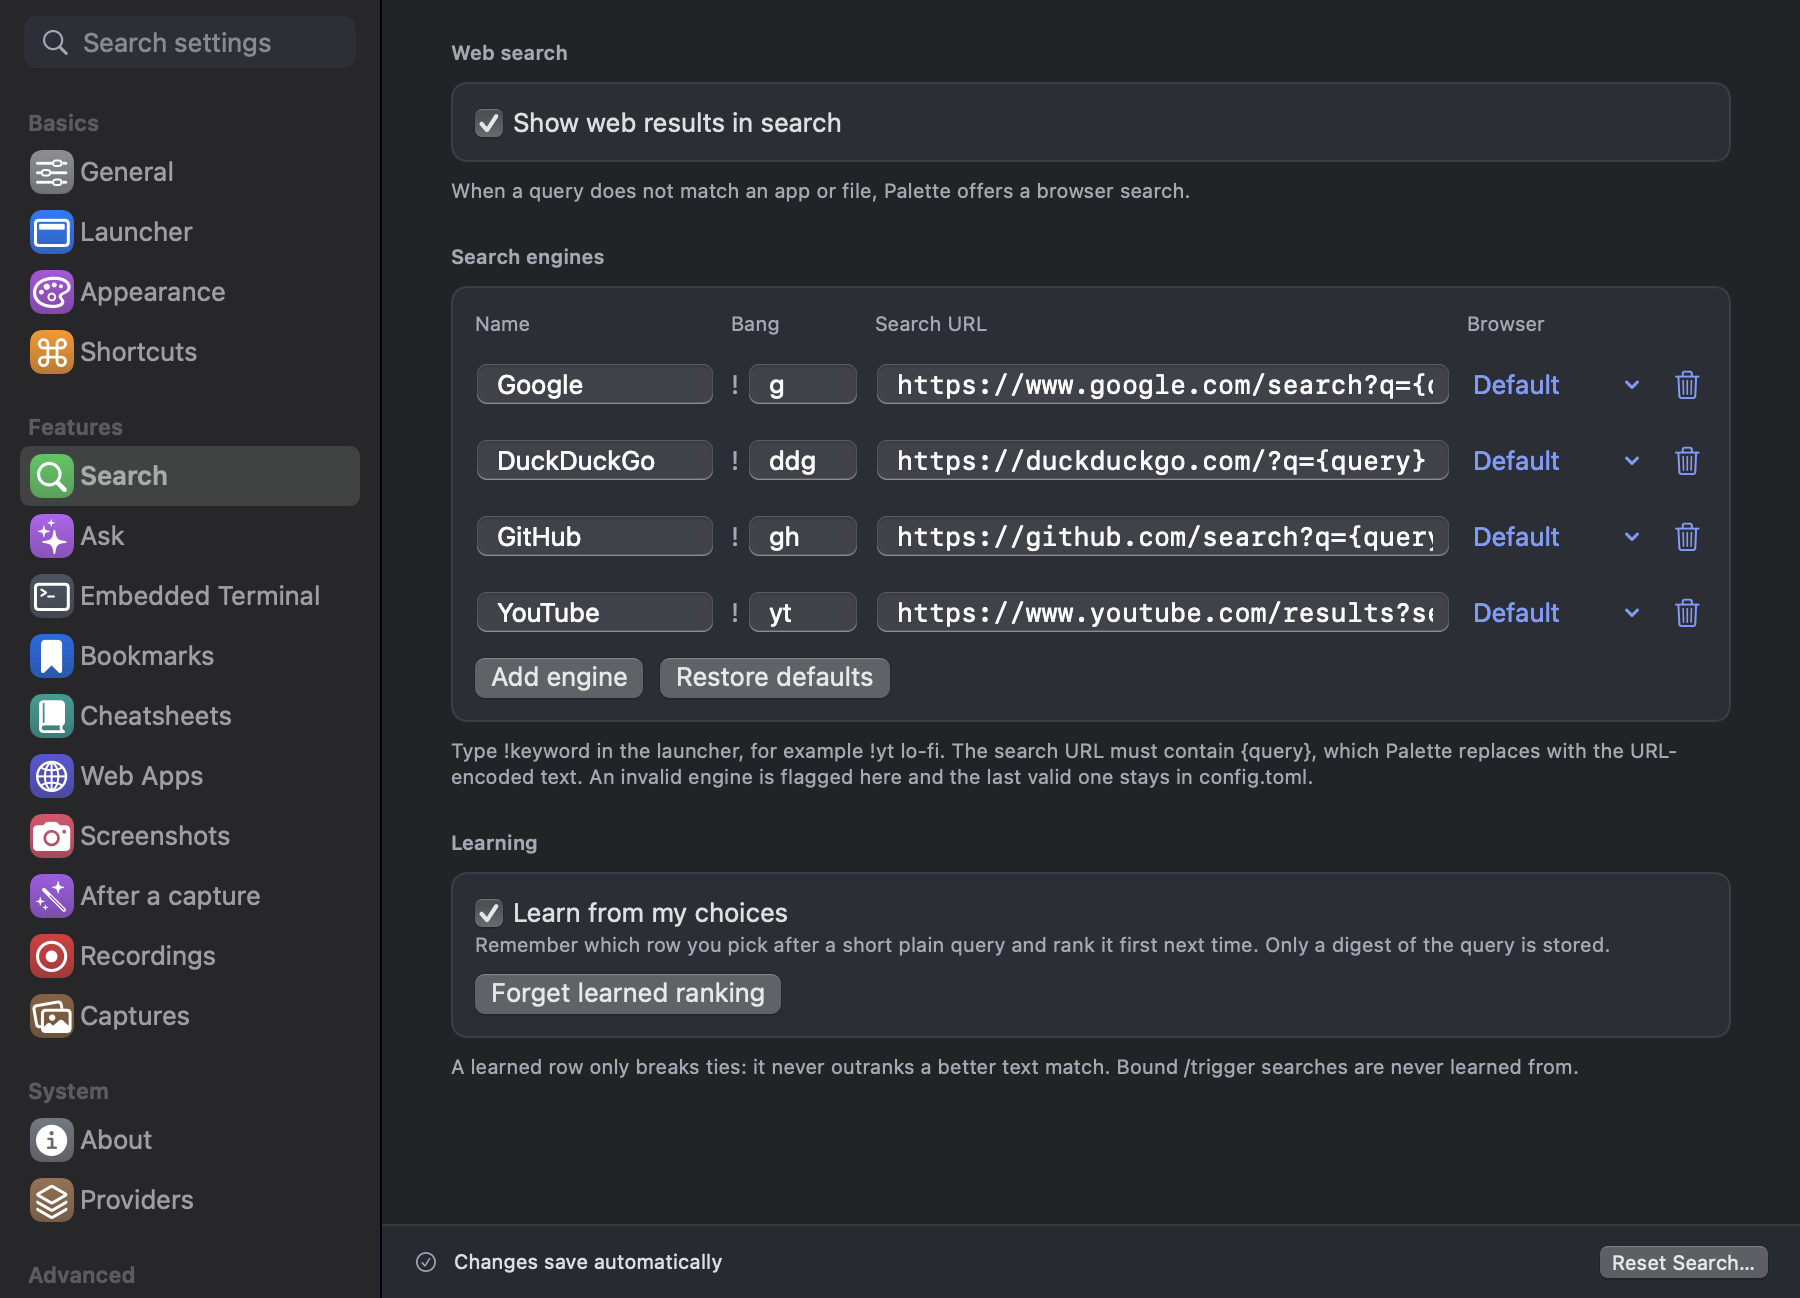 Search settings
Basics
General
Launcher
Appearance
Shortcuts
Features
Search
Ask
Embedded Terminal
Bookmarks
Cheatsheets
Web Apps
Screenshots
After a capture
Recordings
Captures
System
About
Providers
Advanced
Web search
Show web results in search
When a query does not match an app or file, Palette offers a browser search.
Search engines
Name Bang Search URL Browser
Google ! g https://www.google.com/search?q={ Default
DuckDuckGo ! ddg https://duckduckgo.com/?q={query} Default
GitHub ! gh https://github.com/search?q={query Default
YouTube ! yt https://www.youtube.com/results?se Default
Add engine Restore defaults
Type !keyword in the launcher, for example !yt lo-fi. The search URL must contain {query}, which Palette replaces with the URL-
encoded text. An invalid engine is flagged here and the last valid one stays in config.toml.
Learning
Learn from my choices
Remember which row you pick after a short plain query and rank it first next time. Only a digest of the query is stored.
Forget learned ranking
A learned row only breaks ties: it never outranks a better text match. Bound /trigger searches are never learned from.
Changes save automatically
Reset Search...